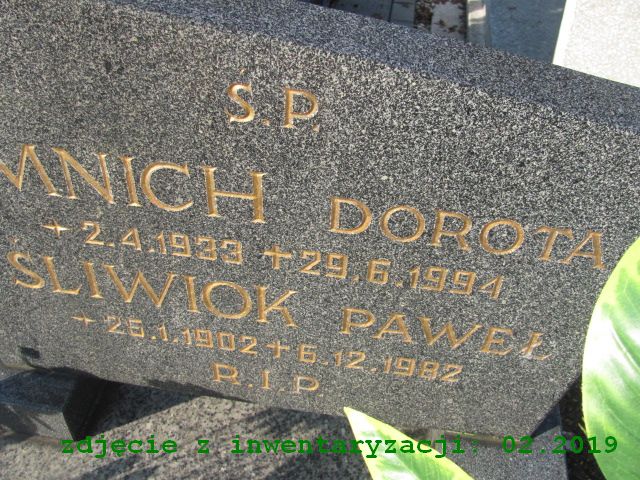 Ś.P.
MNICH DOROTA
+ 2.4.1933 + 29.6.1994
ŚLIWIOK PAWEŁ
+ 25.1.1902 + 6.12.1982
R.I.P.
zdjęcie z inwentaryzacji: 02.2019